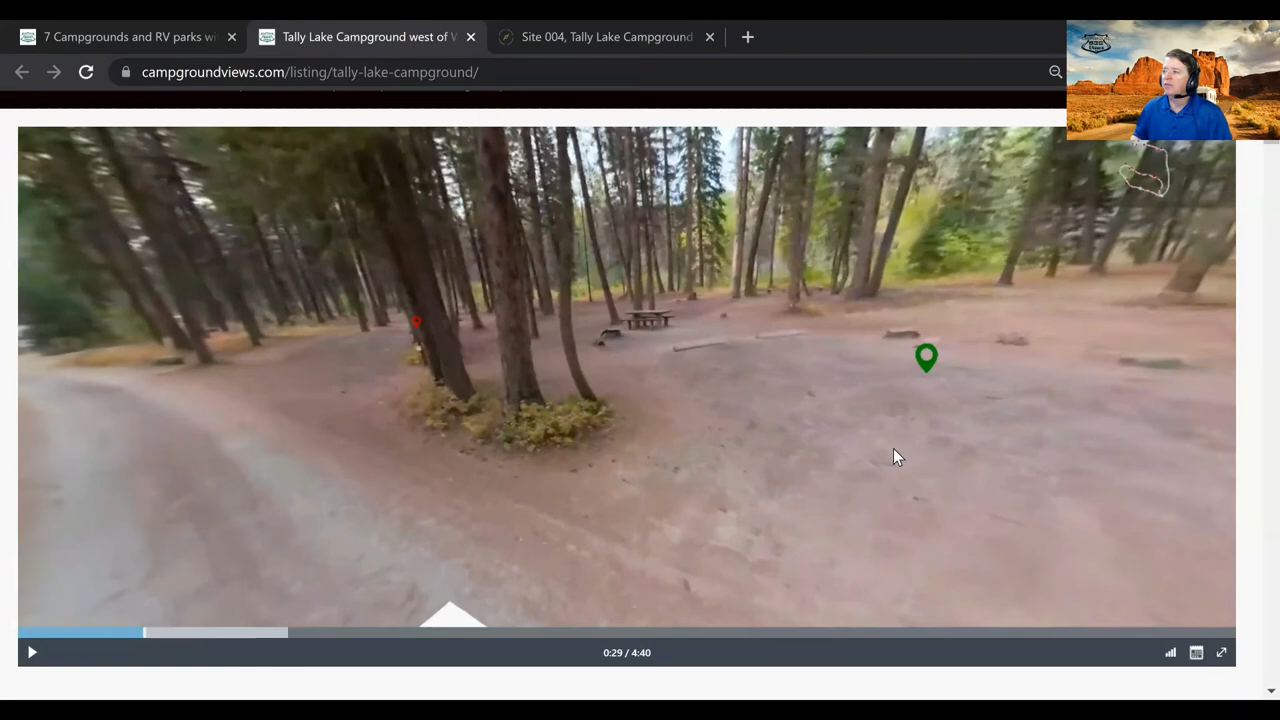 7 Campgrounds and RV parks wi
Tally Lake Campground west of W
Site 004, Tally Lake Campground
campgroundviews.com/listing/tally-lake-campground/
0:29 / 4:40